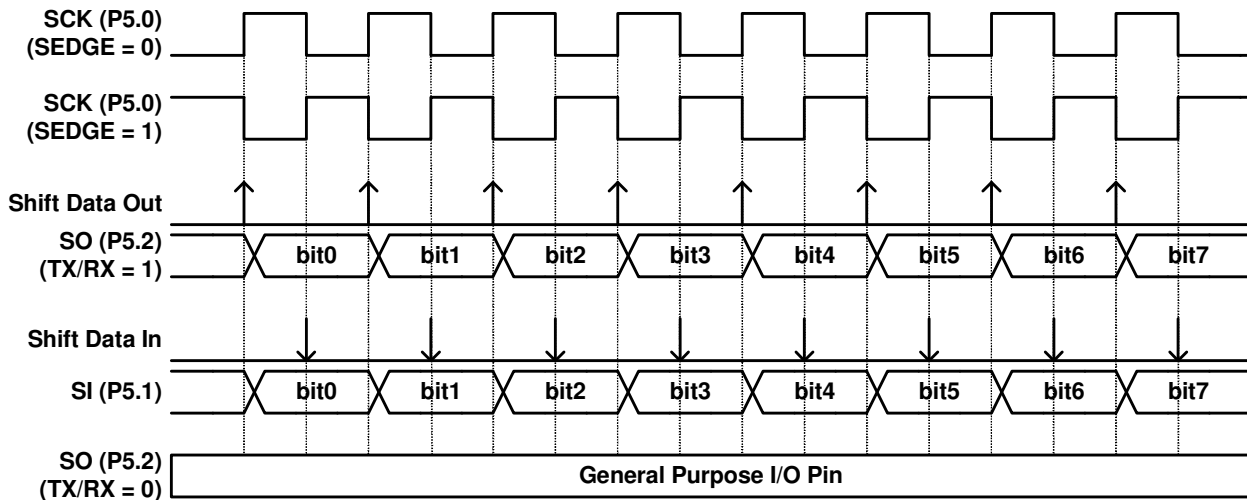 SCK (P5.0)
(SEDGE = 0)
SCK (P5.0)
(SEDGE = 1)
Shift Data Out
SO (P5.2)
(TX/RX = 1)
bit0 bit1 bit2 bit3 bit4 bit5 bit6 bit7
Shift Data In
SI (P5.1)
bit0 bit1 bit2 bit3 bit4 bit5 bit6 bit7
SO (P5.2)
(TX/RX = 0)
General Purpose I/O Pin